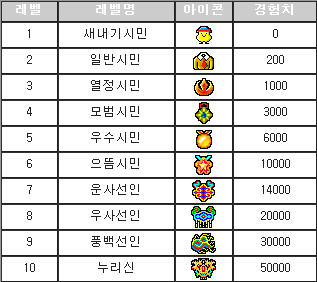 레벨 레벨명 아이콘 경험치
1 새내기시민 0
2 일반시민 200
3 열정시민 1000
4 모범시민 3000
5 우수시민 6000
6 으뜸시민 10000
7 운사선인 14000
8 우사선인 20000
9 풍백선인 30000
10 누리신 50000